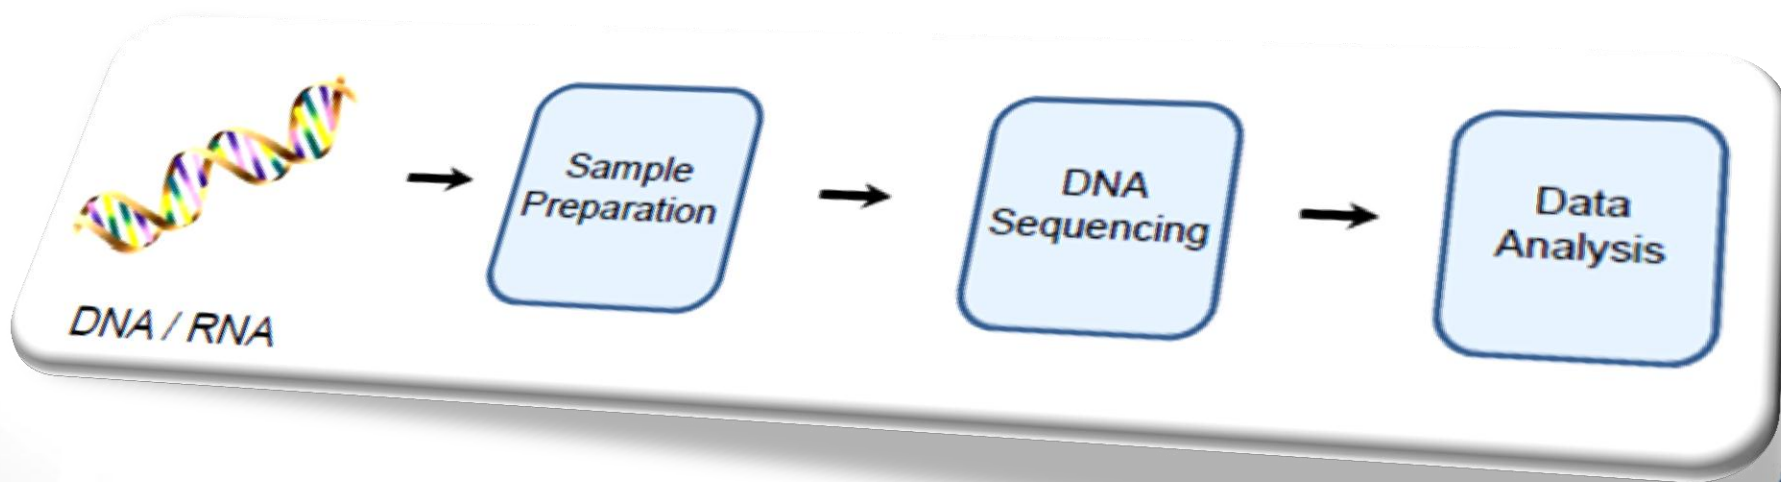 DNA / RNA
Sample
Preparation
DNA
Sequencing
Data
Analysis